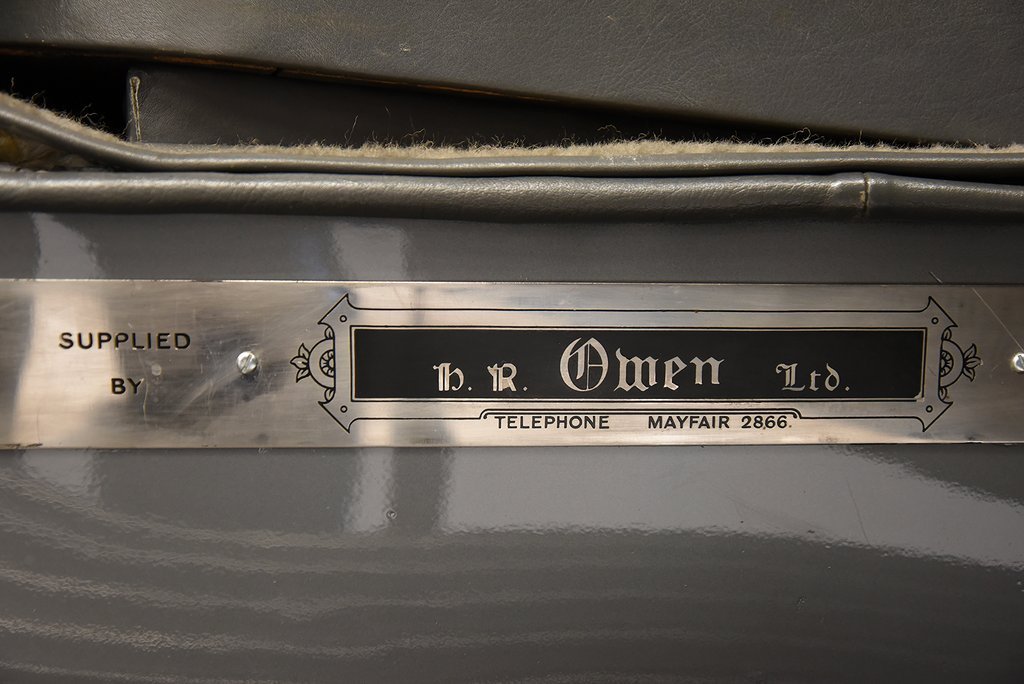 SUPPLIED
BY
H. R. Owen Ltd.
TELEPHONE MAYFAIR 2866.